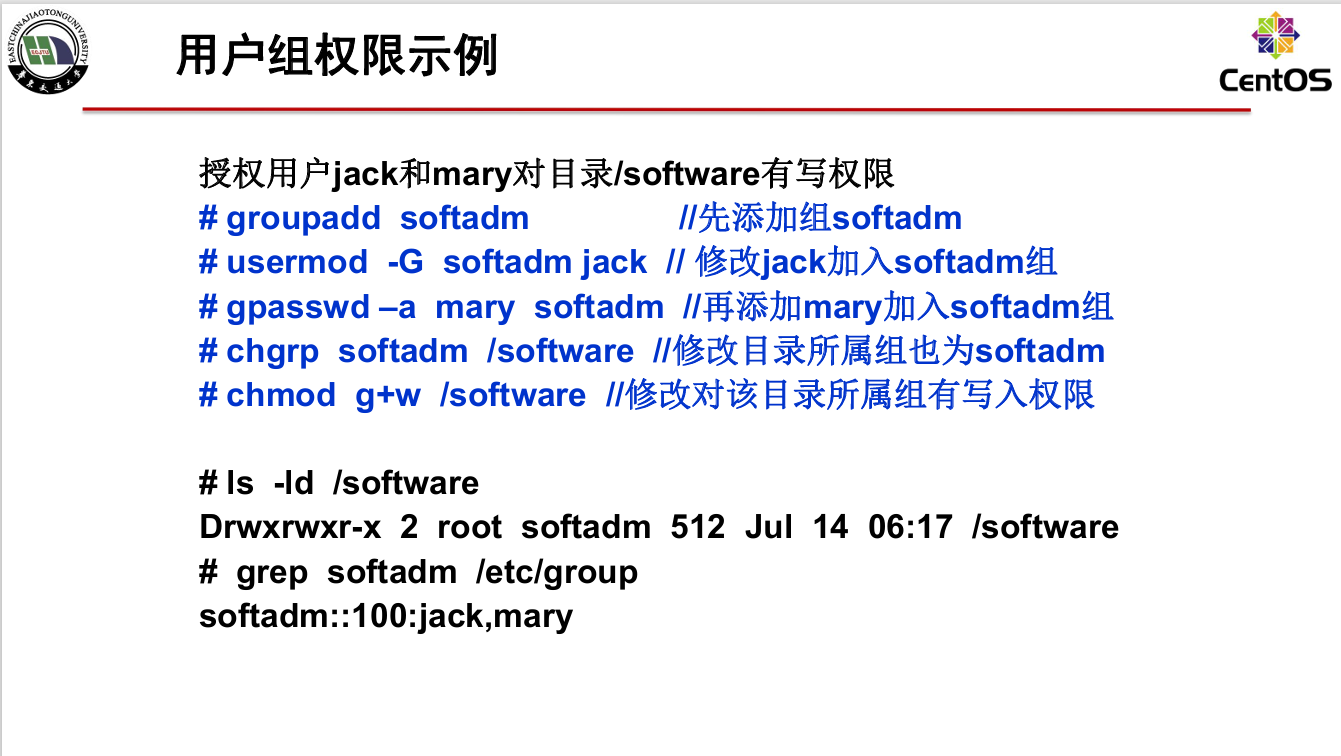 EASTCHINAJIAOTONGUNIVERSITY
ECJTU
华东交通大学
用户组权限示例
CentOS
授权用户jack和mary对目录/software有写权限
# groupadd  softadm                //先添加组softadm
# usermod  -G  softadm jack  // 修改jack加入softadm组
# gpasswd –a  mary  softadm  //再添加mary加入softadm组
# chgrp  softadm  /software  //修改目录所属组也为softadm
# chmod  g+w  /software  //修改对该目录所属组有写入权限
# ls  -ld  /software
Drwxrwxr-x  2  root  softadm  512  Jul  14  06:17  /software
#  grep  softadm  /etc/group
softadm::100:jack,mary